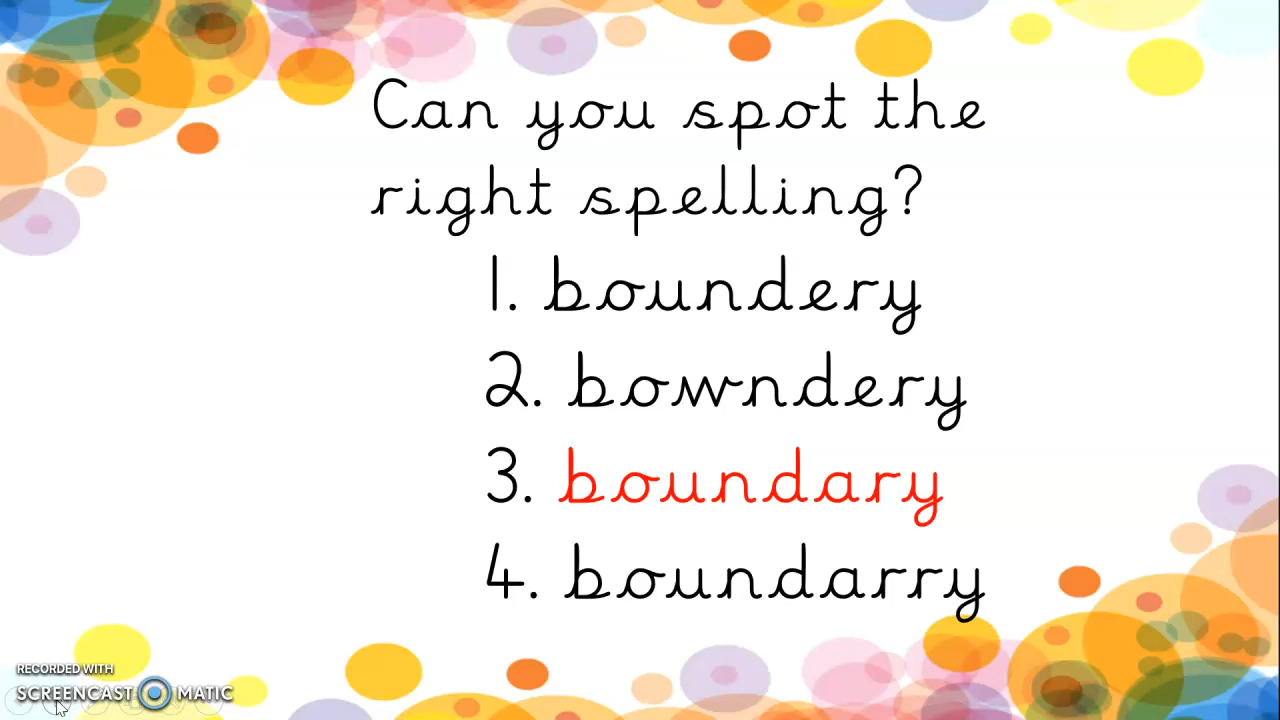 Can you spot the
right spelling?
1. boundery
2. bowndery
3. boundary
4. boundarry
RECORDED WITH
SCREENCAST MATIC